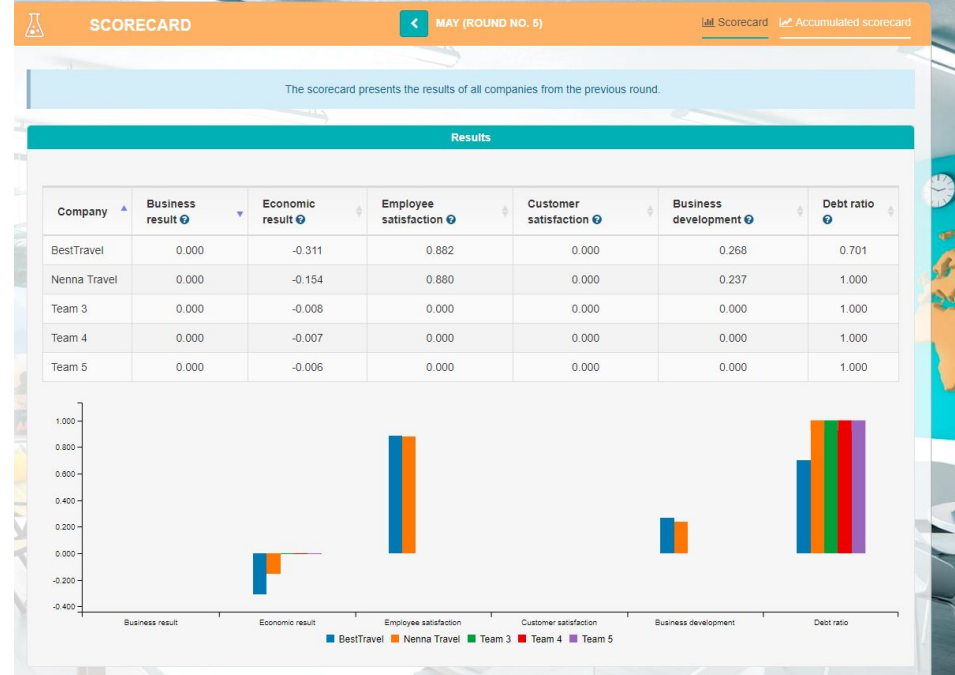 SCORECARD
MAY (ROUND NO. 5)
Scorecard
Accumulated scorecard
The scorecard presents the results of all companies from the previous round.
Results
Company Business result Economic result Employee satisfaction Customer satisfaction Business development Debt ratio
BestTravel 0.000 -0.311 0.882 0.000 0.268 0.701
Nenna Travel 0.000 -0.154 0.880 0.000 0.237 1.000
Team 3 0.000 -0.008 0.000 0.000 0.000 1.000
Team 4 0.000 -0.007 0.000 0.000 0.000 1.000
Team 5 0.000 -0.006 0.000 0.000 0.000 1.000
1.000
0.800
0.600
0.400
0.200
0.000
-0.200
-0.400
Business result Economic result Employee satisfaction Customer satisfaction Business development Debt ratio
BestTravel Nenna Travel Team 3 Team 4 Team 5